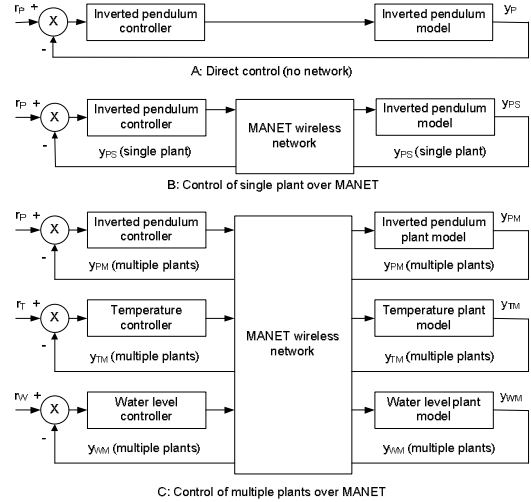 rP + X - Inverted pendulum controller Inverted pendulum model yP
A: Direct control (no network)
rP + X - Inverted pendulum controller MANET wireless network Inverted pendulum model yPS
yPS (single plant) yPS (single plant)
B: Control of single plant over MANET
rP + X - Inverted pendulum controller Inverted pendulum plant model yPM
yPM (multiple plants) yPM (multiple plants)
rT + X - Temperature controller MANET wireless network Temperature plant model yTM
yTM (multiple plants) yTM (multiple plants)
rW + X - Water level controller Water level plant model yWM
yWM (multiple plants) yWM (multiple plants)
C: Control of multiple plants over MANET